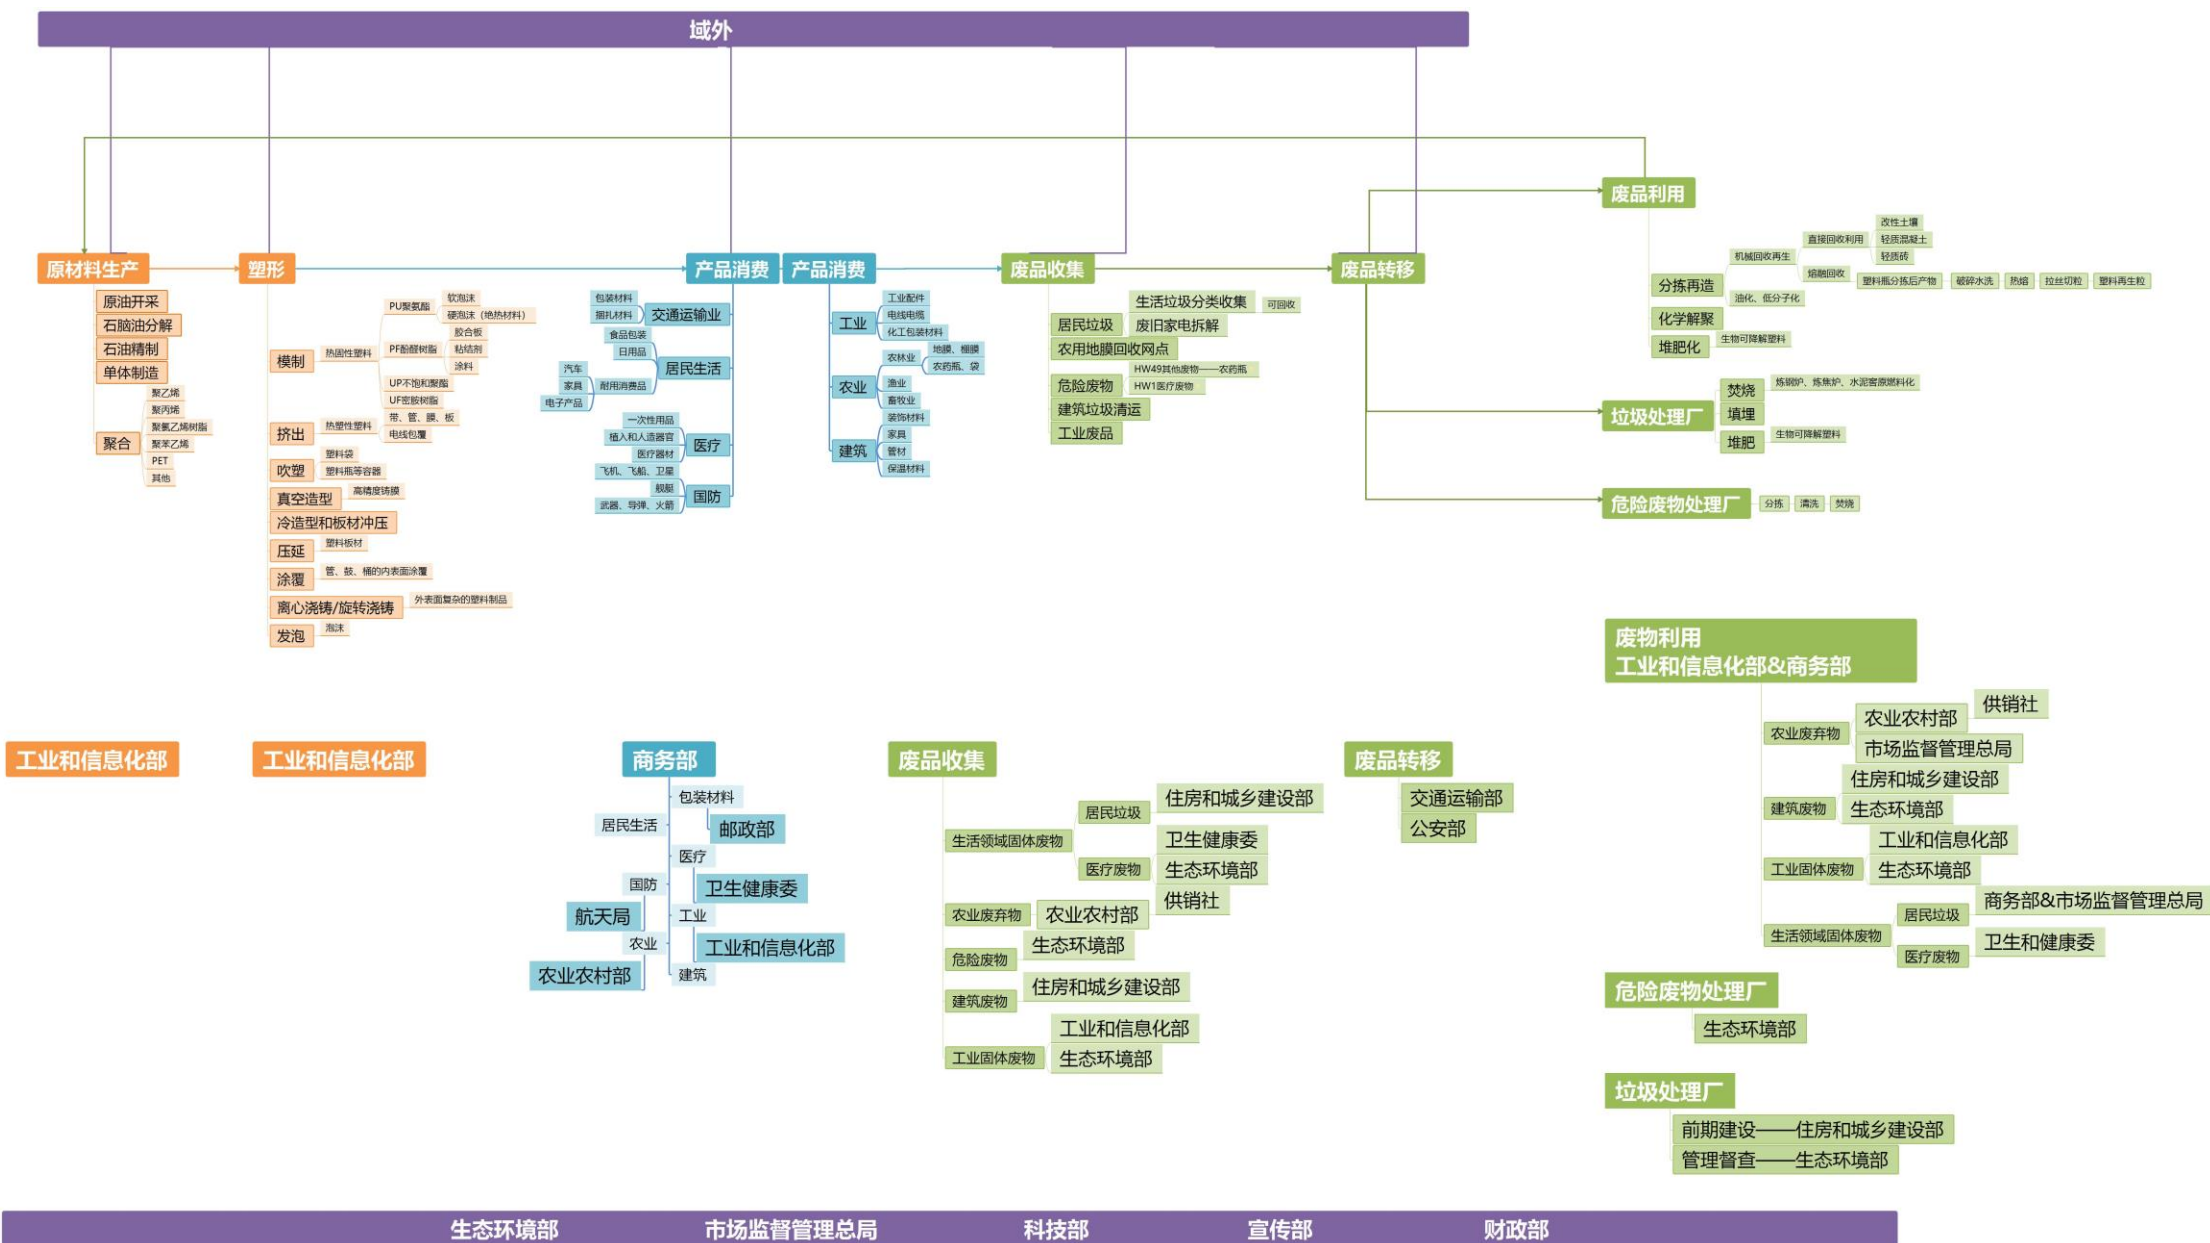 域外
原材料生产
原油开采
石脑油分解
石油精制
单体制造
聚合
聚乙烯
聚丙烯
聚氯乙烯树脂
聚苯乙烯
PET
其他
塑形
模制
热固性塑料
PU聚氨酯
软泡沫
硬泡沫（绝热材料）
PF酚醛树脂
胶合板
粘结剂
涂料
UP不饱和聚酯
UF密胺树脂
挤出
热塑性塑料
带、管、膜、板
电线包覆
吹塑
塑料袋
塑料瓶等容器
真空造型
高精度铸膜
冷造型和板材冲压
压延
塑料板材
涂覆
管、鼓、桶的内表面涂覆
离心浇铸/旋转浇铸
外表面复杂的塑料制品
发泡
泡沫
产品消费
交通运输业
包装材料
捆扎材料
居民生活
食品包装
日用品
耐用消费品
汽车
家具
电子产品
医疗
一次性用品
植入和人造器官
医疗器材
国防
飞机、飞船、卫星
舰艇
武器、导弹、火箭
产品消费
工业
工业配件
电线电缆
化工包装材料
农业
农林业
地膜、棚膜
农药瓶、袋
渔业
畜牧业
建筑
装饰材料
家具
管材
保温材料
废品收集
居民垃圾
生活垃圾分类收集
可回收
废旧家电拆解
农用地膜回收网点
危险废物
HW49其他废物——农药瓶
HW1医疗废物
建筑垃圾清运
工业废品
废品转移
废品利用
分拣再造
机械回收再生
直接回收利用
改性土壤
轻质混凝土
轻质砖
熔融回收
塑料瓶分拣后产物
破碎水洗
热熔
拉丝切粒
塑料再生粒
油化、低分子化
化学解聚
堆肥化
生物可降解塑料
垃圾处理厂
焚烧
炼钢炉、炼焦炉、水泥窑原燃料化
填埋
堆肥
生物可降解塑料
危险废物处理厂
分拣
清洗
焚烧
工业和信息化部
工业和信息化部
商务部
包装材料
邮政部
居民生活
医疗
卫生健康委
国防
航天局
工业
工业和信息化部
农业
农业农村部
建筑
废品收集
生活领域固体废物
居民垃圾
住房和城乡建设部
医疗废物
卫生健康委
生态环境部
农业废弃物
农业农村部
供销社
危险废物
生态环境部
建筑废物
住房和城乡建设部
工业固体废物
工业和信息化部
生态环境部
废品转移
交通运输部
公安部
废物利用
工业和信息化部&商务部
农业废弃物
农业农村部
供销社
市场监督管理总局
建筑废物
住房和城乡建设部
生态环境部
工业固体废物
工业和信息化部
生态环境部
生活领域固体废物
居民垃圾
商务部&市场监督管理总局
医疗废物
卫生和健康委
危险废物处理厂
生态环境部
垃圾处理厂
前期建设——住房和城乡建设部
管理督查——生态环境部
生态环境部 市场监督管理总局 科技部 宣传部 财政部